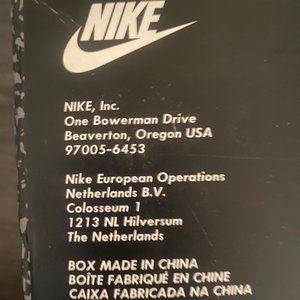 NIKE
NIKE, Inc.
One Bowerman Drive
Beaverton, Oregon USA
97005-6453
Nike European Operations
Netherlands B.V.
Colosseum 1
1213 NL Hilversum
The Netherlands
BOX MADE IN CHINA
BOÎTE FABRIQUÉ EN CHINE
CAIXA FABRICADA NA CHINA